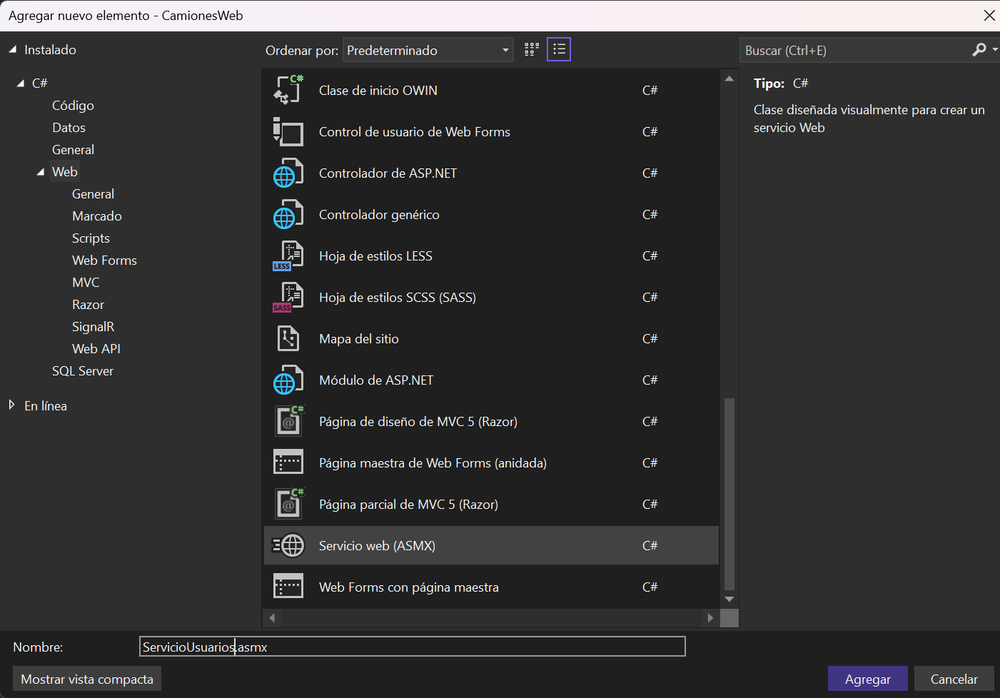 Agregar nuevo elemento - CamionesWeb
Instalado
C#
Código
Datos
General
Web
General
Marcado
Scripts
Web Forms
MVC
Razor
SignalR
Web API
SQL Server
En línea
Ordenar por: Predeterminado
Clase de inicio OWIN C#
Control de usuario de Web Forms C#
Controlador de ASP.NET C#
Controlador genérico C#
LESS Hoja de estilos LESS C#
SASS Hoja de estilos SCSS (SASS) C#
Mapa del sitio C#
Módulo de ASP.NET C#
C# @ Página de diseño de MVC 5 (Razor) C#
Página maestra de Web Forms (anidada) C#
C# @ Página parcial de MVC 5 (Razor) C#
Servicio web (ASMX) C#
Web Forms con página maestra C#
Buscar (Ctrl+E)
Tipo: C#
Clase diseñada visualmente para crear un
servicio Web
Nombre: ServicioUsuarios.asmx
Mostrar vista compacta
Agregar
Cancelar